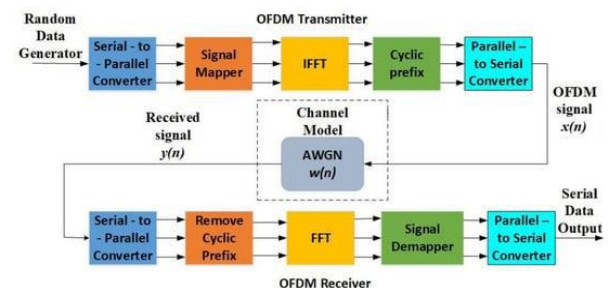 OFDM Transmitter
Random
Data
Generator
Serial - to
- Parallel
Converter
Signal
Mapper
IFFT
Cyclic
prefix
Parallel –
to Serial
Converter
OFDM
signal
x(n)
Channel
Model
AWGN
w(n)
Received
signal
y(n)
Serial - to
- Parallel
Converter
Remove
Cyclic
Prefix
FFT
Signal
Demapper
Parallel –
to Serial
Converter
Serial
Data
Output
OFDM Receiver